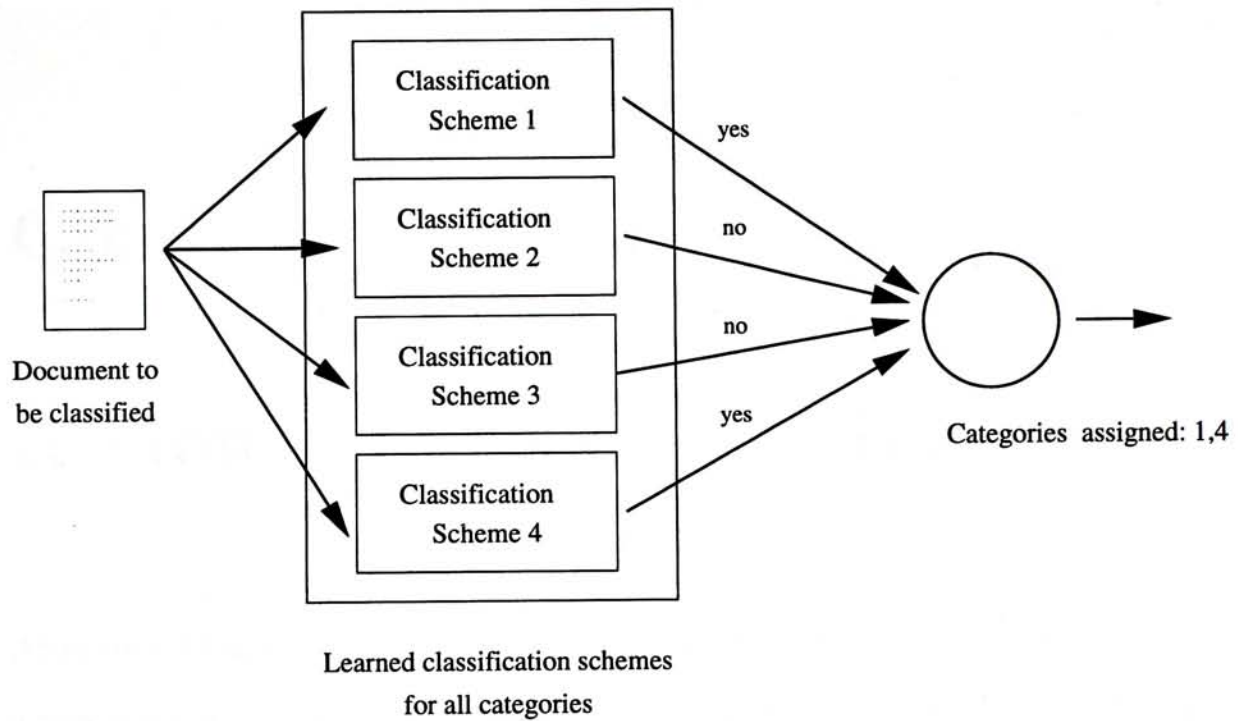 Classification
Scheme 1
yes
Classification
Scheme 2
no
Classification
Scheme 3
no
Classification
Scheme 4
yes
Document to
be classified
Categories assigned: 1,4
Learned classification schemes
for all categories